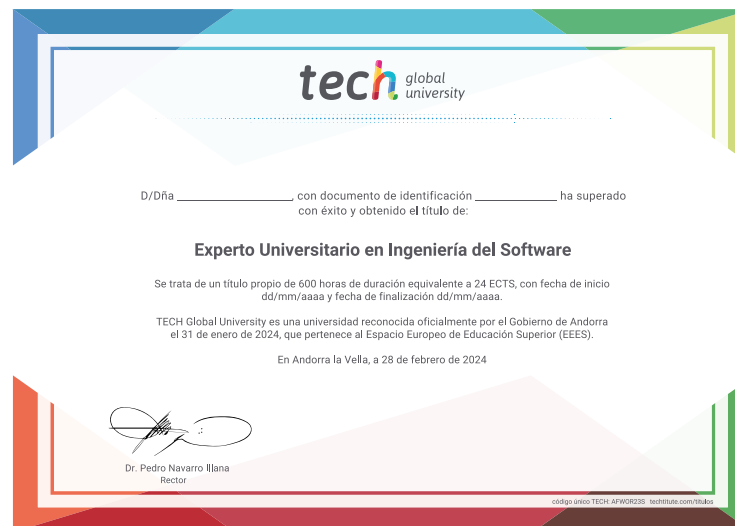 tech global university
D/Dña ____________________, con documento de identificación ______________ ha superado
con éxito y obtenido el título de:
Experto Universitario en Ingeniería del Software
Se trata de un título propio de 600 horas de duración equivalente a 24 ECTS, con fecha de inicio
dd/mm/aaaa y fecha de finalización dd/mm/aaaa.
TECH Global University es una universidad reconocida oficialmente por el Gobierno de Andorra
el 31 de enero de 2024, que pertenece al Espacio Europeo de Educación Superior (EEES).
En Andorra la Vella, a 28 de febrero de 2024
Dr. Pedro Navarro Illana
Rector
código único TECH: AFWOR23S  techtitute.com/titulos